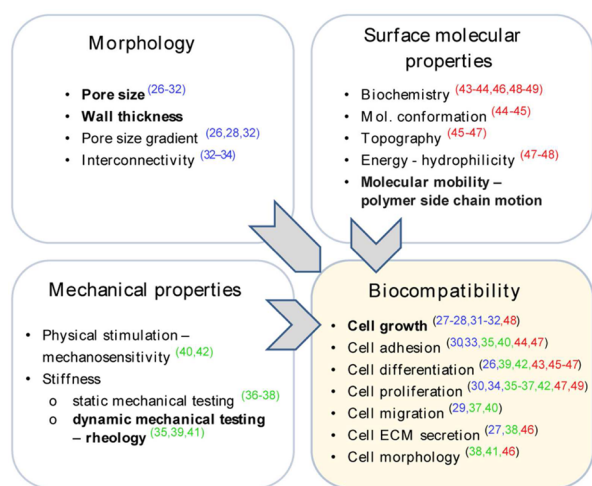 Morphology
• Pore size (26-32)
• Wall thickness
• Pore size gradient (26,28,32)
• Interconnectivity (32–34)
Surface molecular
properties
• Biochemistry (43-44,46,48-49)
• Mol. conformation (44-45)
• Topography (45-47)
• Energy - hydrophilicity (47-48)
• Molecular mobility –
polymer side chain motion
Mechanical properties
• Physical stimulation –
mechanosensitivity (40,42)
• Stiffness
o static mechanical testing (36-38)
o dynamic mechanical testing
– rheology (35,39,41)
Biocompatibility
• Cell growth (27-28,31-32,48)
• Cell adhesion (30,33,35,40,44,47)
• Cell differentiation (26,39,42,43,45-47)
• Cell proliferation (30,34,35-37,42,47,49)
• Cell migration (29,37,40)
• Cell ECM secretion (27,38,46)
• Cell morphology (38,41,46)